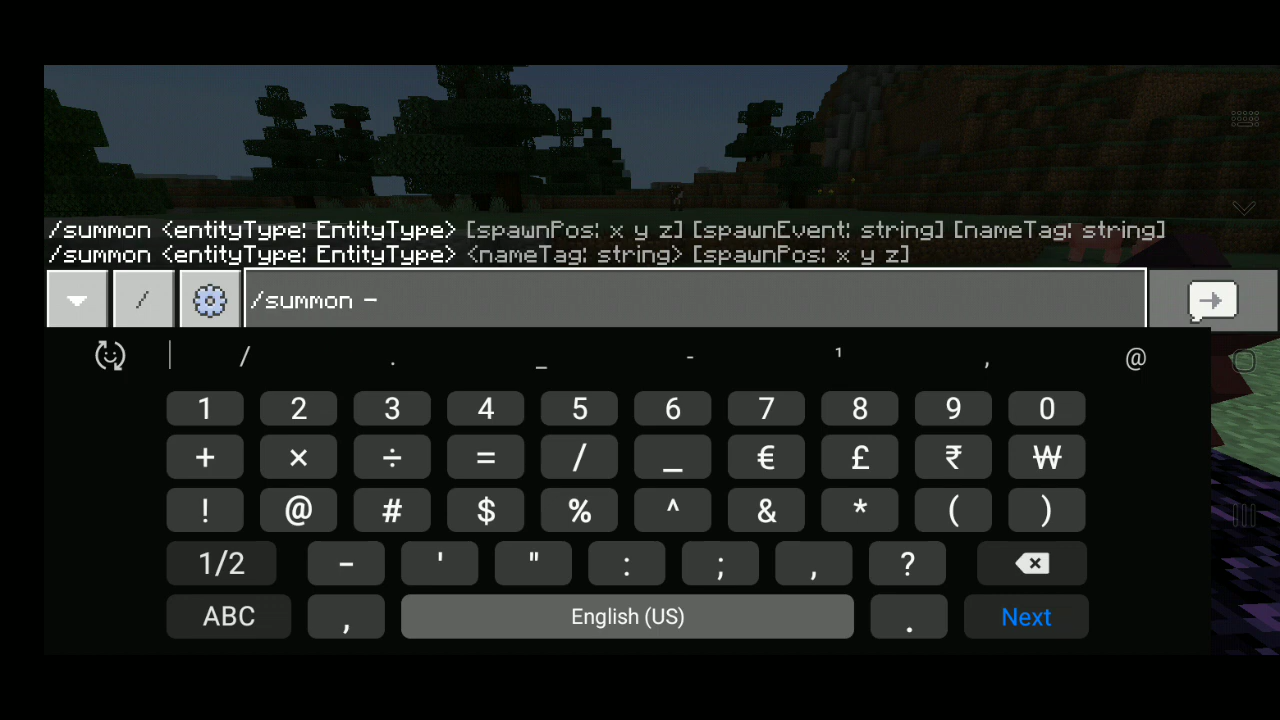 /summon <entityType: EntityType> [spawnPos: x y z] [spawnEvent: string] [nameTag: string]
/summon <entityType: EntityType> <nameTag: string> [spawnPos: x y z]
/
/summon -
/ . _ - ¹ , @
1 2 3 4 5 6 7 8 9 0
+ × ÷ = / _ € £ ₹ ₩
! @ # $ % ^ & * ( )
1/2 - ' " : ; , ?
ABC , English (US) . Next